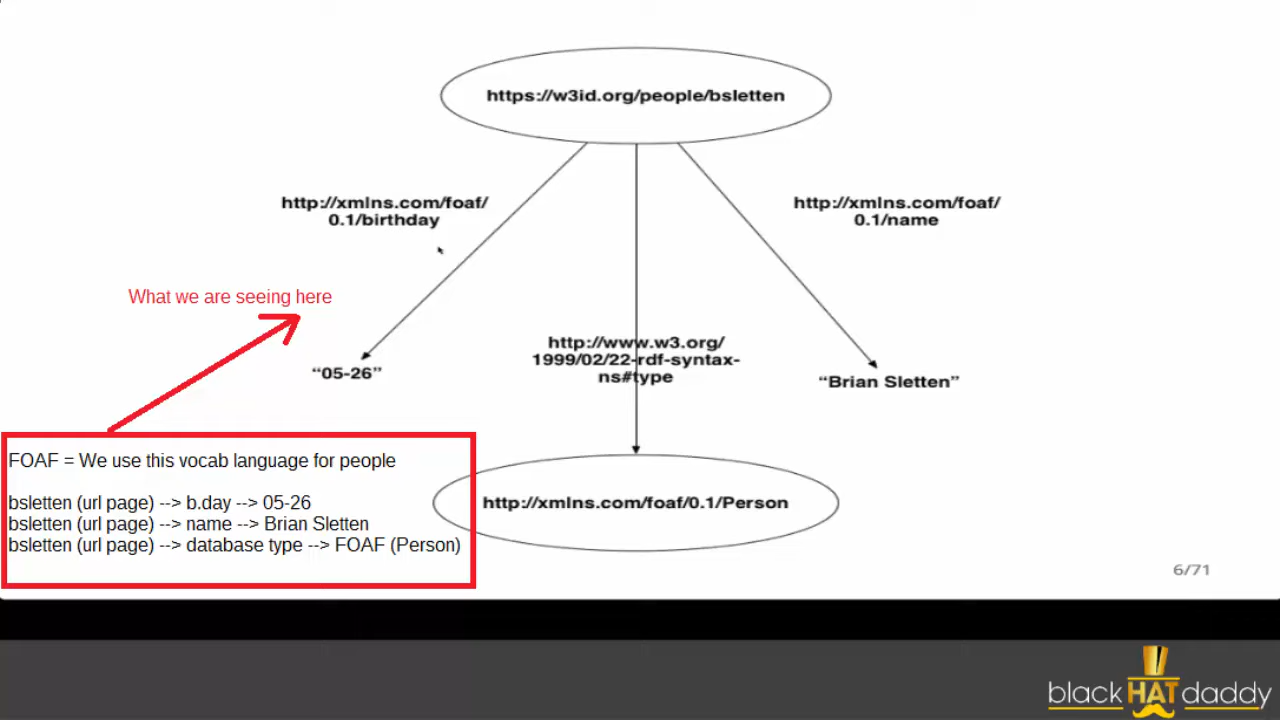 https://w3id.org/people/bsletten
http://xmlns.com/foaf/
0.1/birthday
http://xmlns.com/foaf/
0.1/name
What we are seeing here
http://www.w3.org/
1999/02/22-rdf-syntax-
ns#type
“05-26”
“Brian Sletten”
FOAF = We use this vocab language for people
bsletten (url page) --> b.day --> 05-26
bsletten (url page) --> name --> Brian Sletten
bsletten (url page) --> database type --> FOAF (Person)
http://xmlns.com/foaf/0.1/Person
6/71
blackHATdaddy